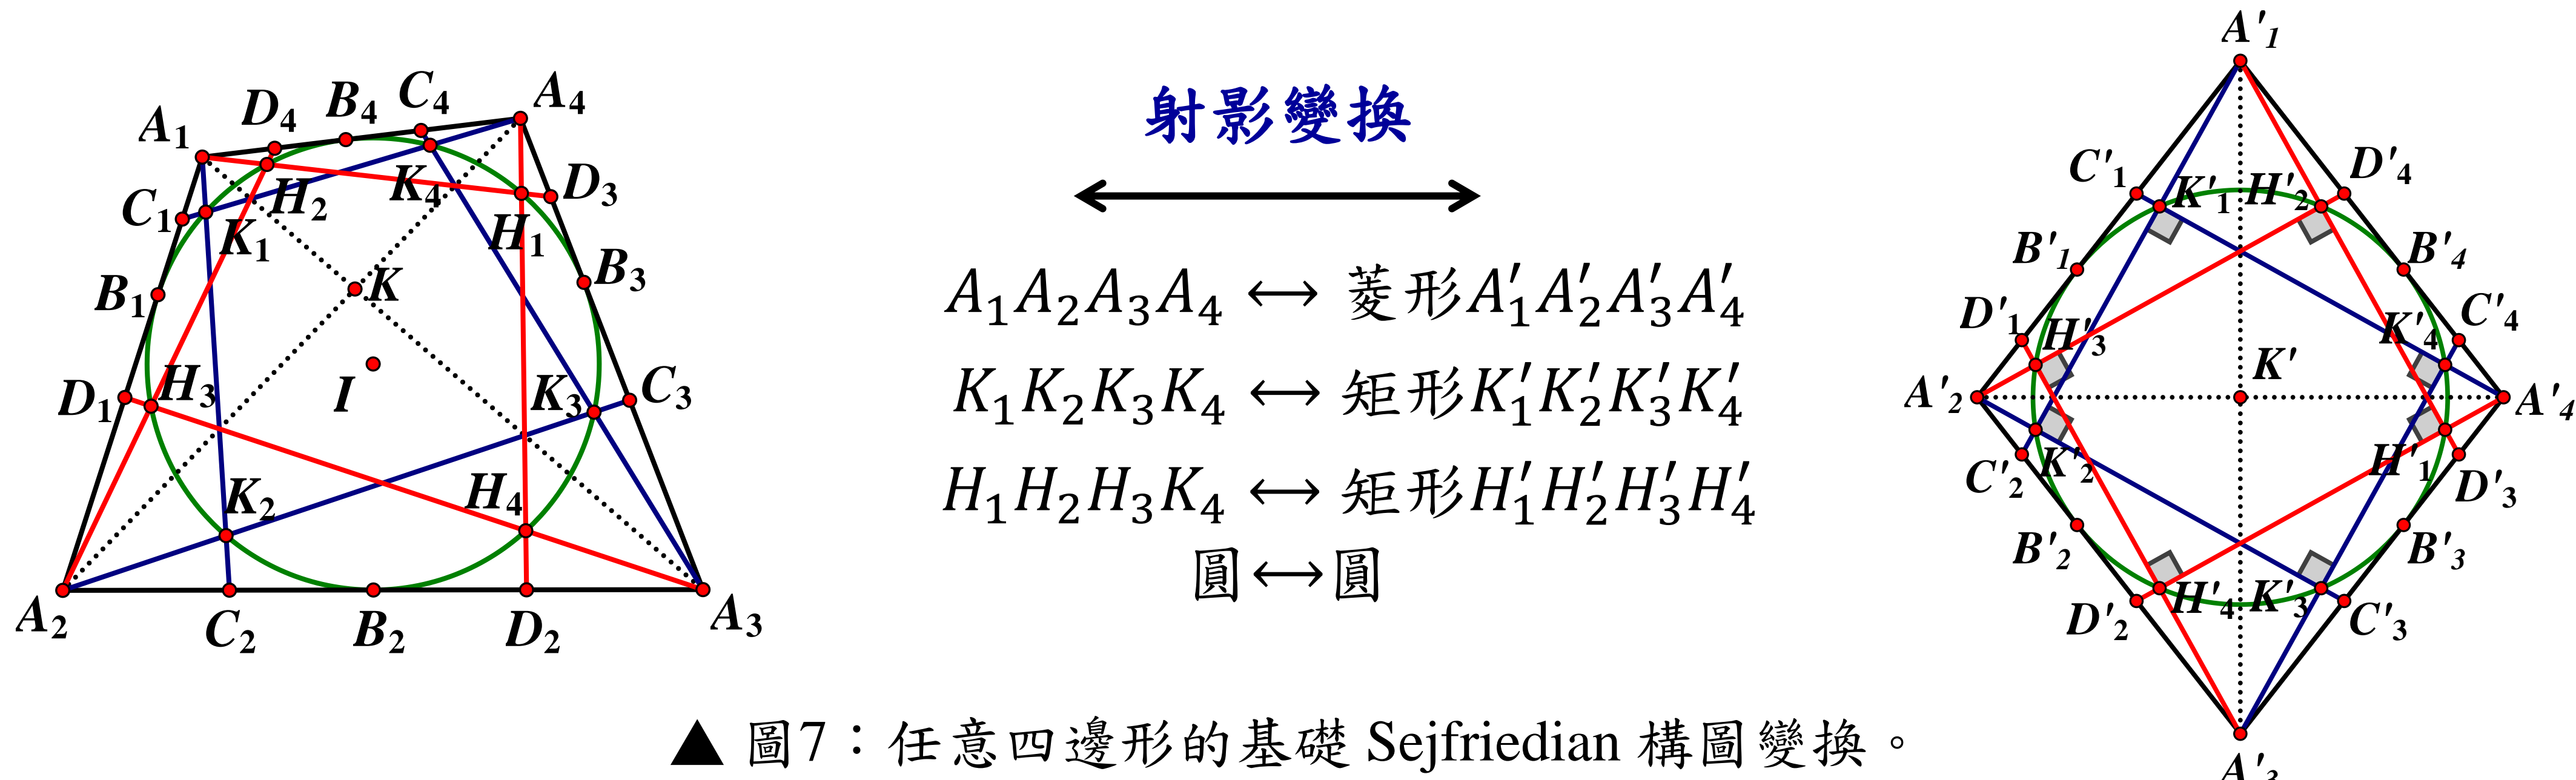 A₁
D₄
B₄
C₄
A₄
C₁
K₁
H₂
K₄
H₁
D₃
B₁
K
B₃
I
D₁
H₃
K₃
C₃
K₂
H₄
A₂
C₂
B₂
D₂
A₃
射影變換
A₁A₂A₃A₄ ↔ 菱形A′₁A′₂A′₃A′₄
K₁K₂K₃K₄ ↔ 矩形K′₁K′₂K′₃K′₄
H₁H₂H₃K₄ ↔ 矩形H′₁H′₂H′₃H′₄
圓↔圓
A'₁
C'₁
K'₁
H'₂
D'₄
B'₁
B'₄
D'₁
H'₃
K'₄
C'₄
A'₂
K'
A'₄
C'₂
K'₂
H'₁
D'₃
B'₂
B'₃
D'₂
H'₄
K'₃
C'₃
A'₃
▲ 圖7：任意四邊形的基礎 Sejfriedian 構圖變換。